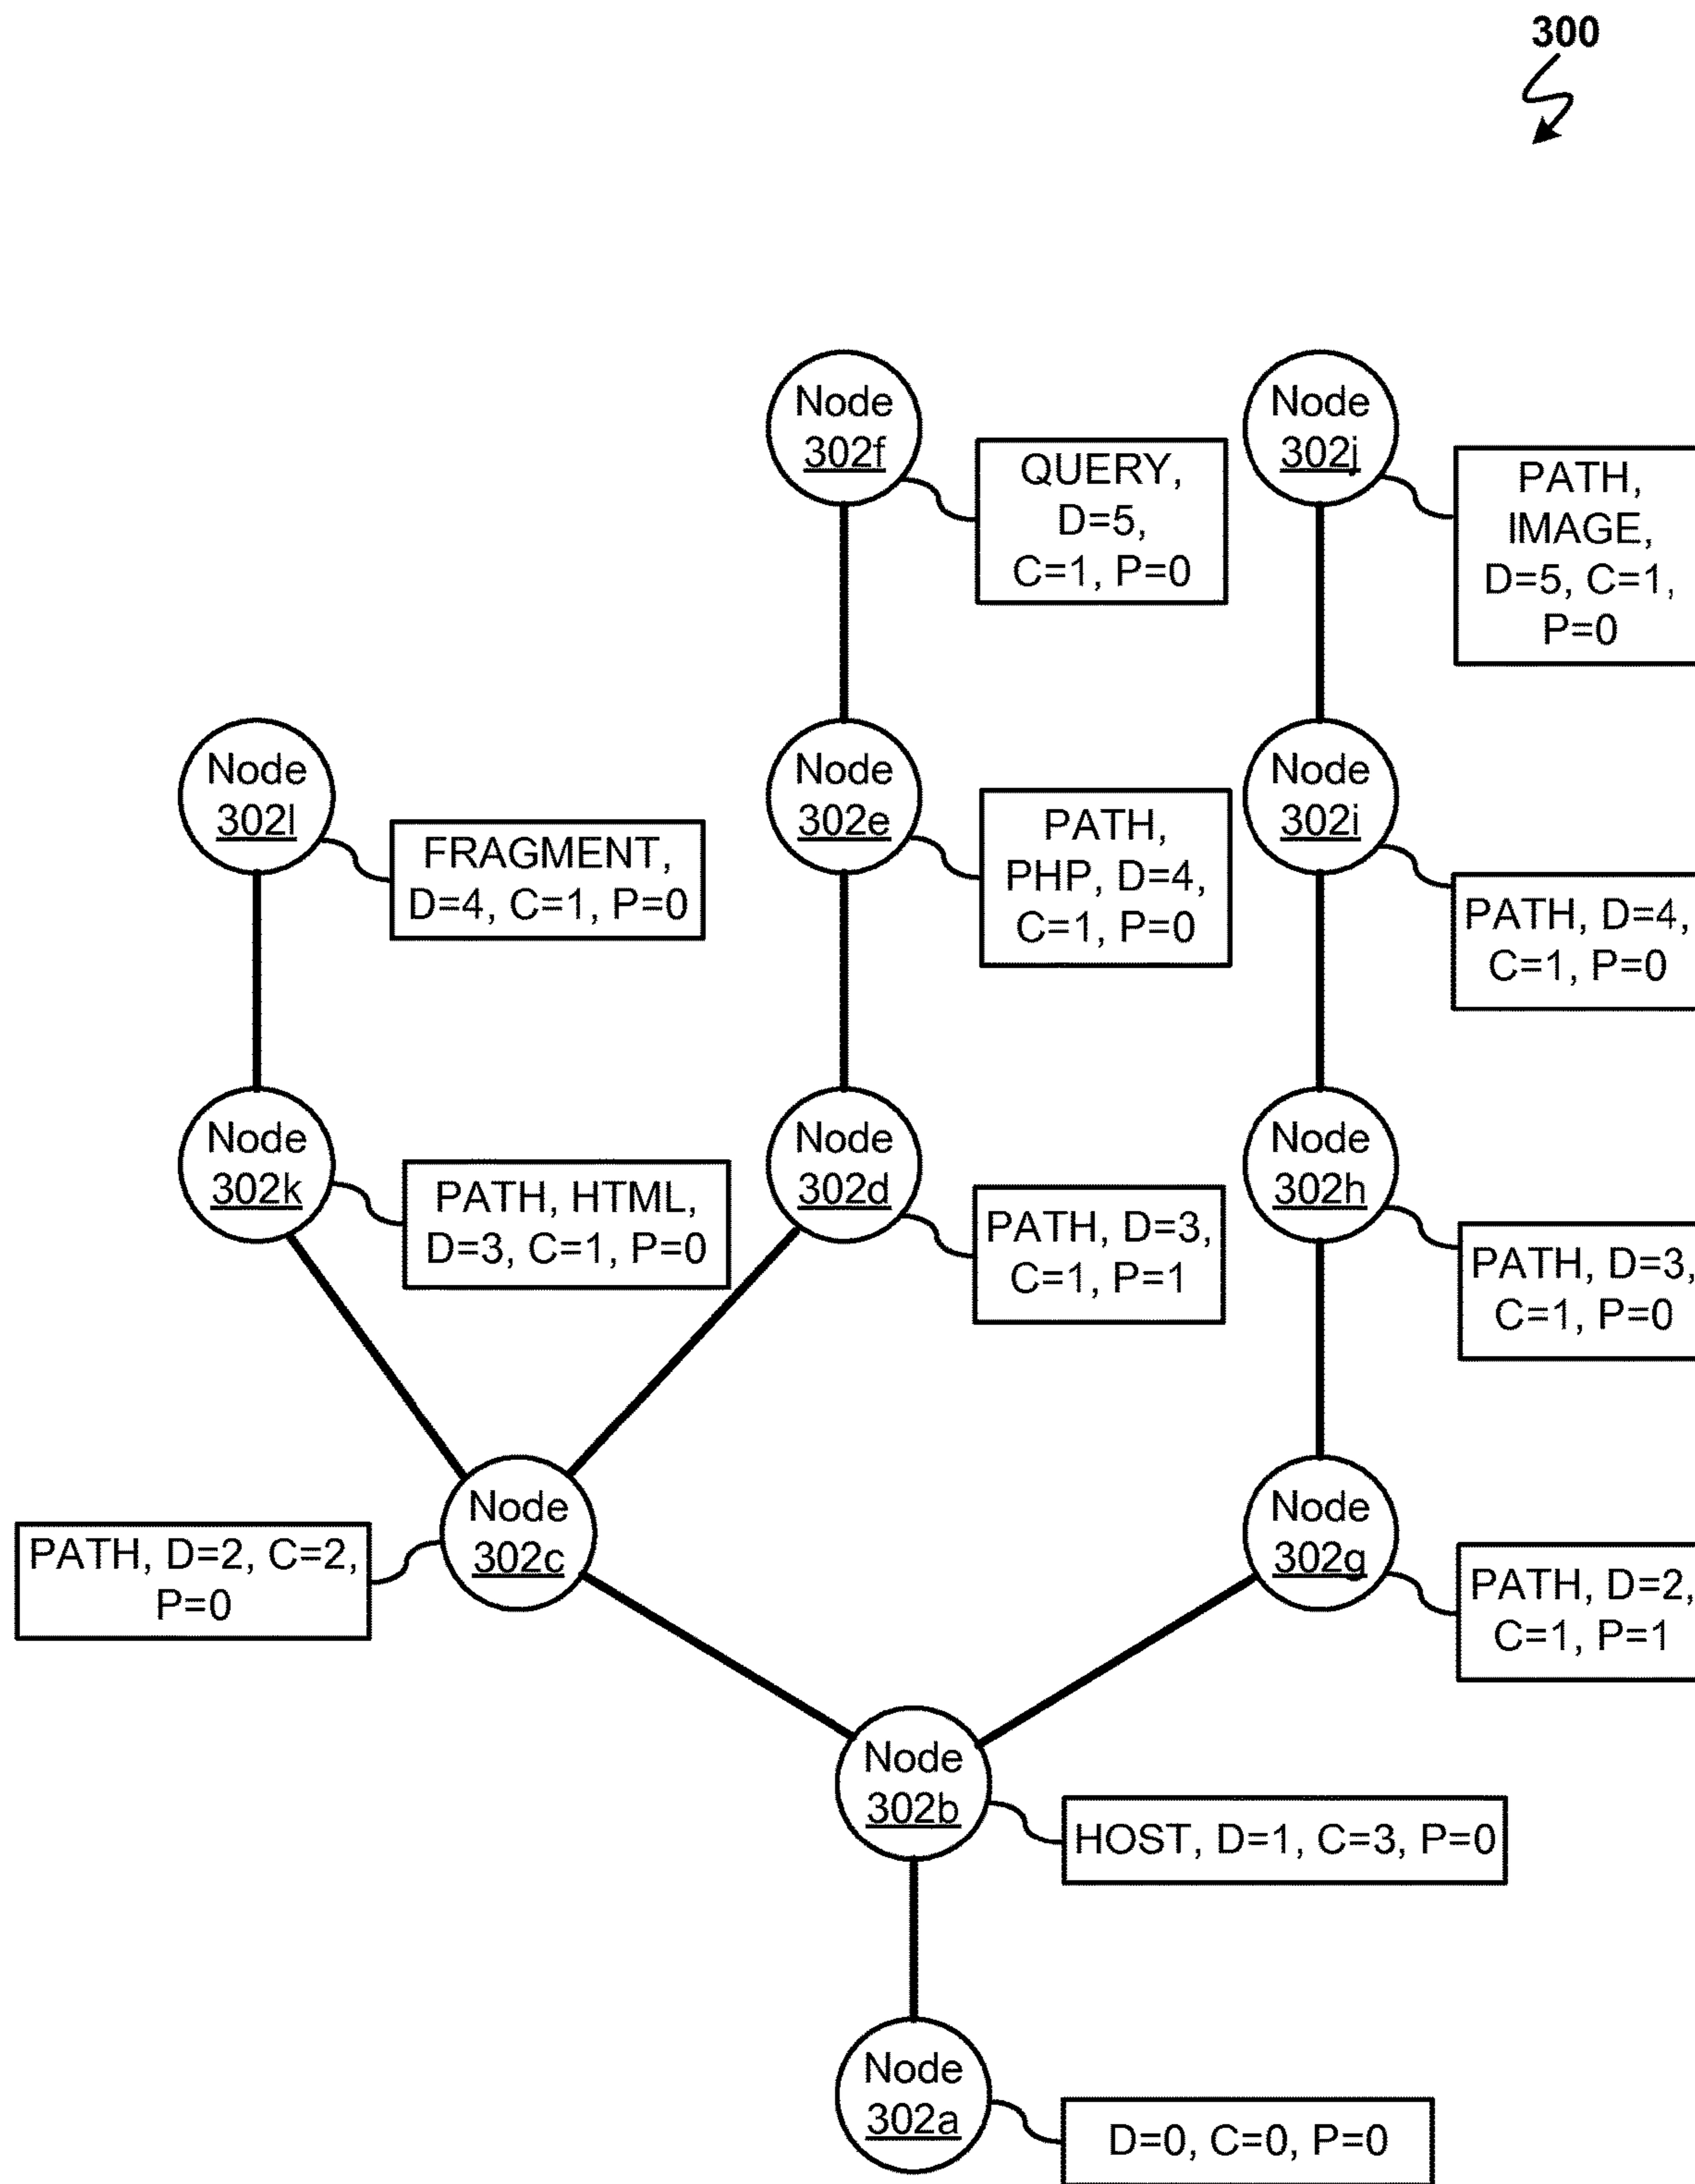 300
Node
302f
QUERY,
D=5,
C=1, P=0
Node
302j
PATH,
IMAGE,
D=5, C=1,
P=0
Node
302l
FRAGMENT,
D=4, C=1, P=0
Node
302e
PATH,
PHP, D=4,
C=1, P=0
Node
302i
PATH, D=4,
C=1, P=0
Node
302k
PATH, HTML,
D=3, C=1, P=0
Node
302d
PATH, D=3,
C=1, P=1
Node
302h
PATH, D=3,
C=1, P=0
PATH, D=2, C=2,
P=0
Node
302c
Node
302g
PATH, D=2,
C=1, P=1
Node
302b
HOST, D=1, C=3, P=0
Node
302a
D=0, C=0, P=0